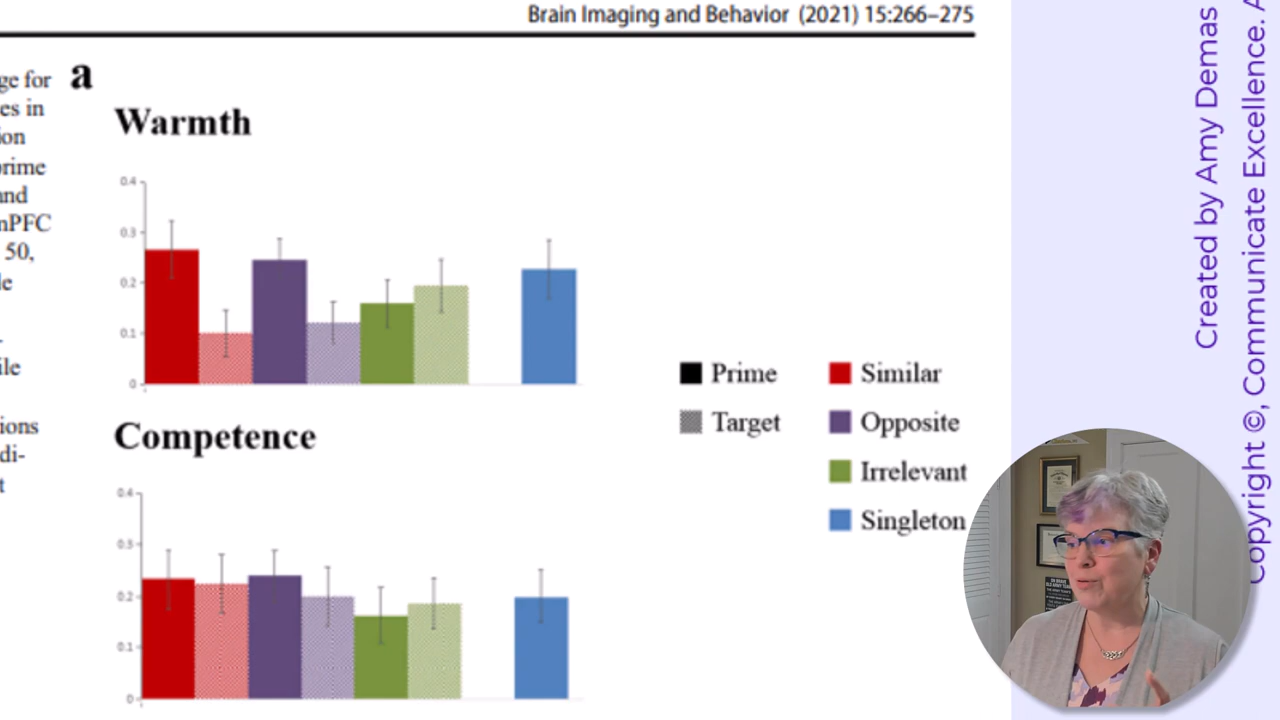 Brain Imaging and Behavior (2021) 15:266–275
ge for
es in
ion
prime
and
nPFC
50,
le
ile
ions
di-
t
a
Warmth
0.4
0.3
0.2
0.1
0
Prime
Target
Similar
Opposite
Irrelevant
Singleton
Competence
0.4
0.3
0.2
0.1
0
Created by Amy Demas
Copyright ©, Communicate Excellence. A